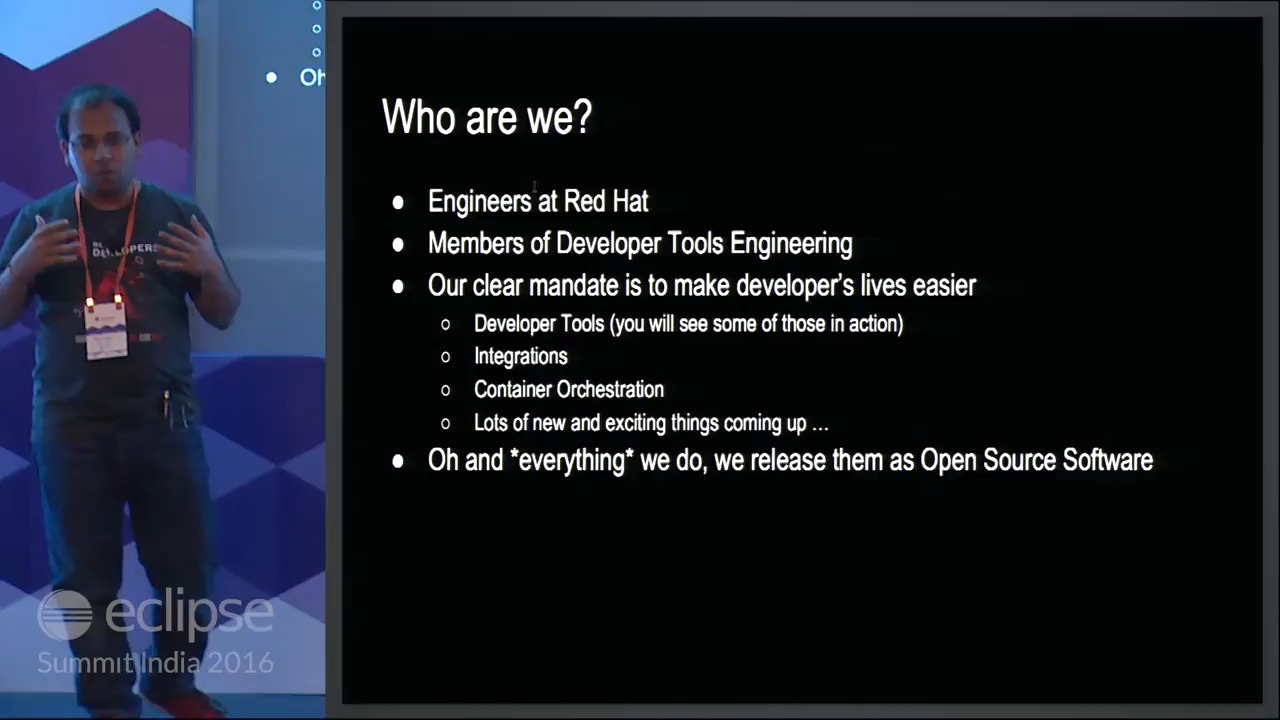 Oh
DEVELOPERS
eclipse
Summit India 2016
Who are we?
● Engineers at Red Hat
● Members of Developer Tools Engineering
● Our clear mandate is to make developer's lives easier
○ Developer Tools (you will see some of those in action)
○ Integrations
○ Container Orchestration
○ Lots of new and exciting things coming up ...
● Oh and *everything* we do, we release them as Open Source Software